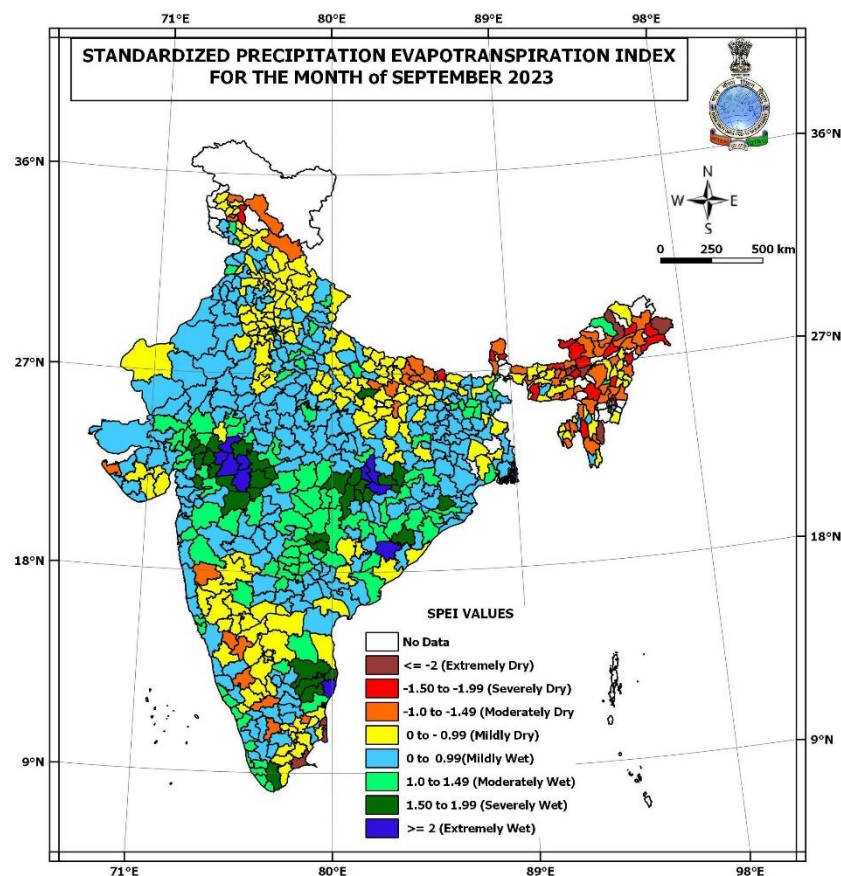 71°E 80°E 89°E 98°E
STANDARDIZED PRECIPITATION EVAPOTRANSPIRATION INDEX
FOR THE MONTH of SEPTEMBER 2023
36°N 36°N
N
W E
S
0 250 500 km
27°N 27°N
18°N 18°N
SPEI VALUES
No Data
<= -2 (Extremely Dry)
-1.50 to -1.99 (Severely Dry)
-1.0 to -1.49 (Moderately Dry
0 to - 0.99 (Mildly Dry)
0 to 0.99(Mildly Wet)
1.0 to 1.49 (Moderately Wet)
1.50 to 1.99 (Severely Wet)
>= 2 (Extremely Wet)
9°N 9°N
71°E 80°E 89°E 98°E